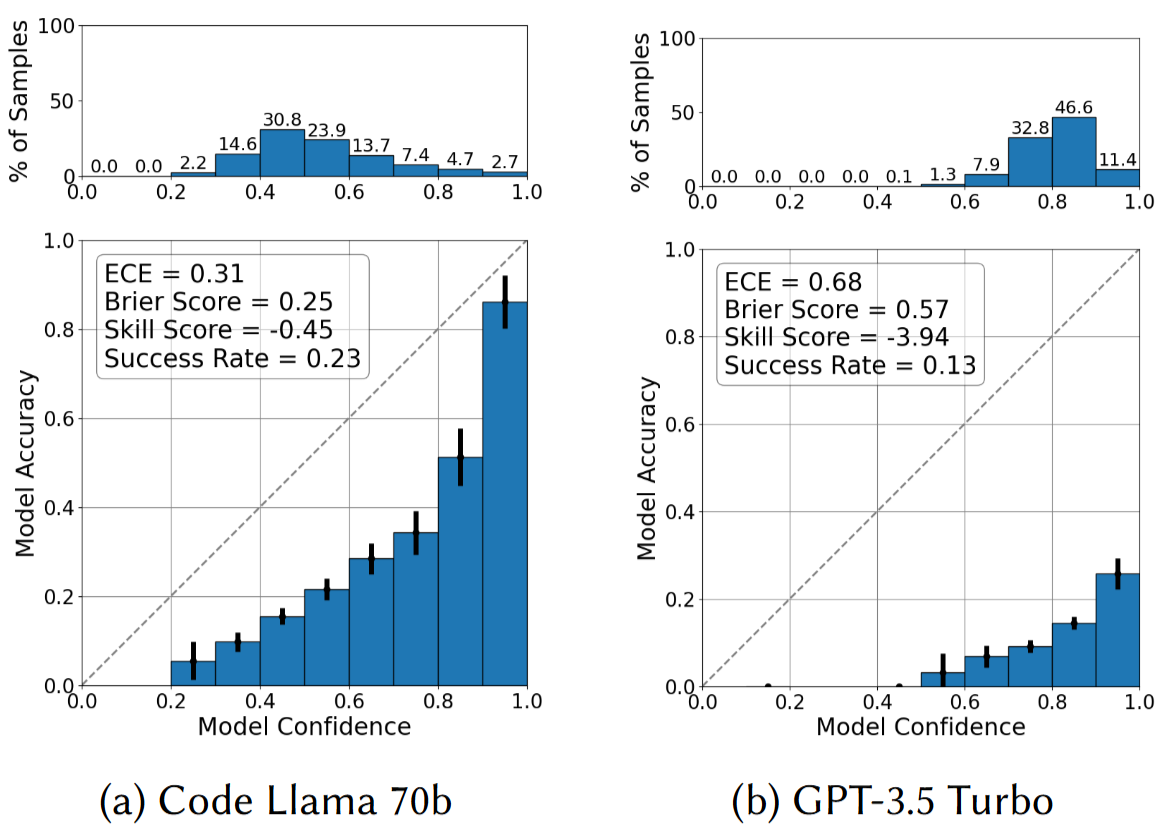 % of Samples
100
50
0
0.0 0.0 2.2 14.6 30.8 23.9 13.7 7.4 4.7 2.7
0.0 0.2 0.4 0.6 0.8 1.0
Model Accuracy
1.0
0.8
0.6
0.4
0.2
0.0
ECE = 0.31
Brier Score = 0.25
Skill Score = -0.45
Success Rate = 0.23
0.0 0.2 0.4 0.6 0.8 1.0
Model Confidence
(a) Code Llama 70b
% of Samples
100
50
0
0.0 0.0 0.0 0.0 0.1 1.3 7.9 32.8 46.6 11.4
0.0 0.2 0.4 0.6 0.8 1.0
Model Accuracy
1.0
0.8
0.6
0.4
0.2
0.0
ECE = 0.68
Brier Score = 0.57
Skill Score = -3.94
Success Rate = 0.13
0.0 0.2 0.4 0.6 0.8 1.0
Model Confidence
(b) GPT-3.5 Turbo